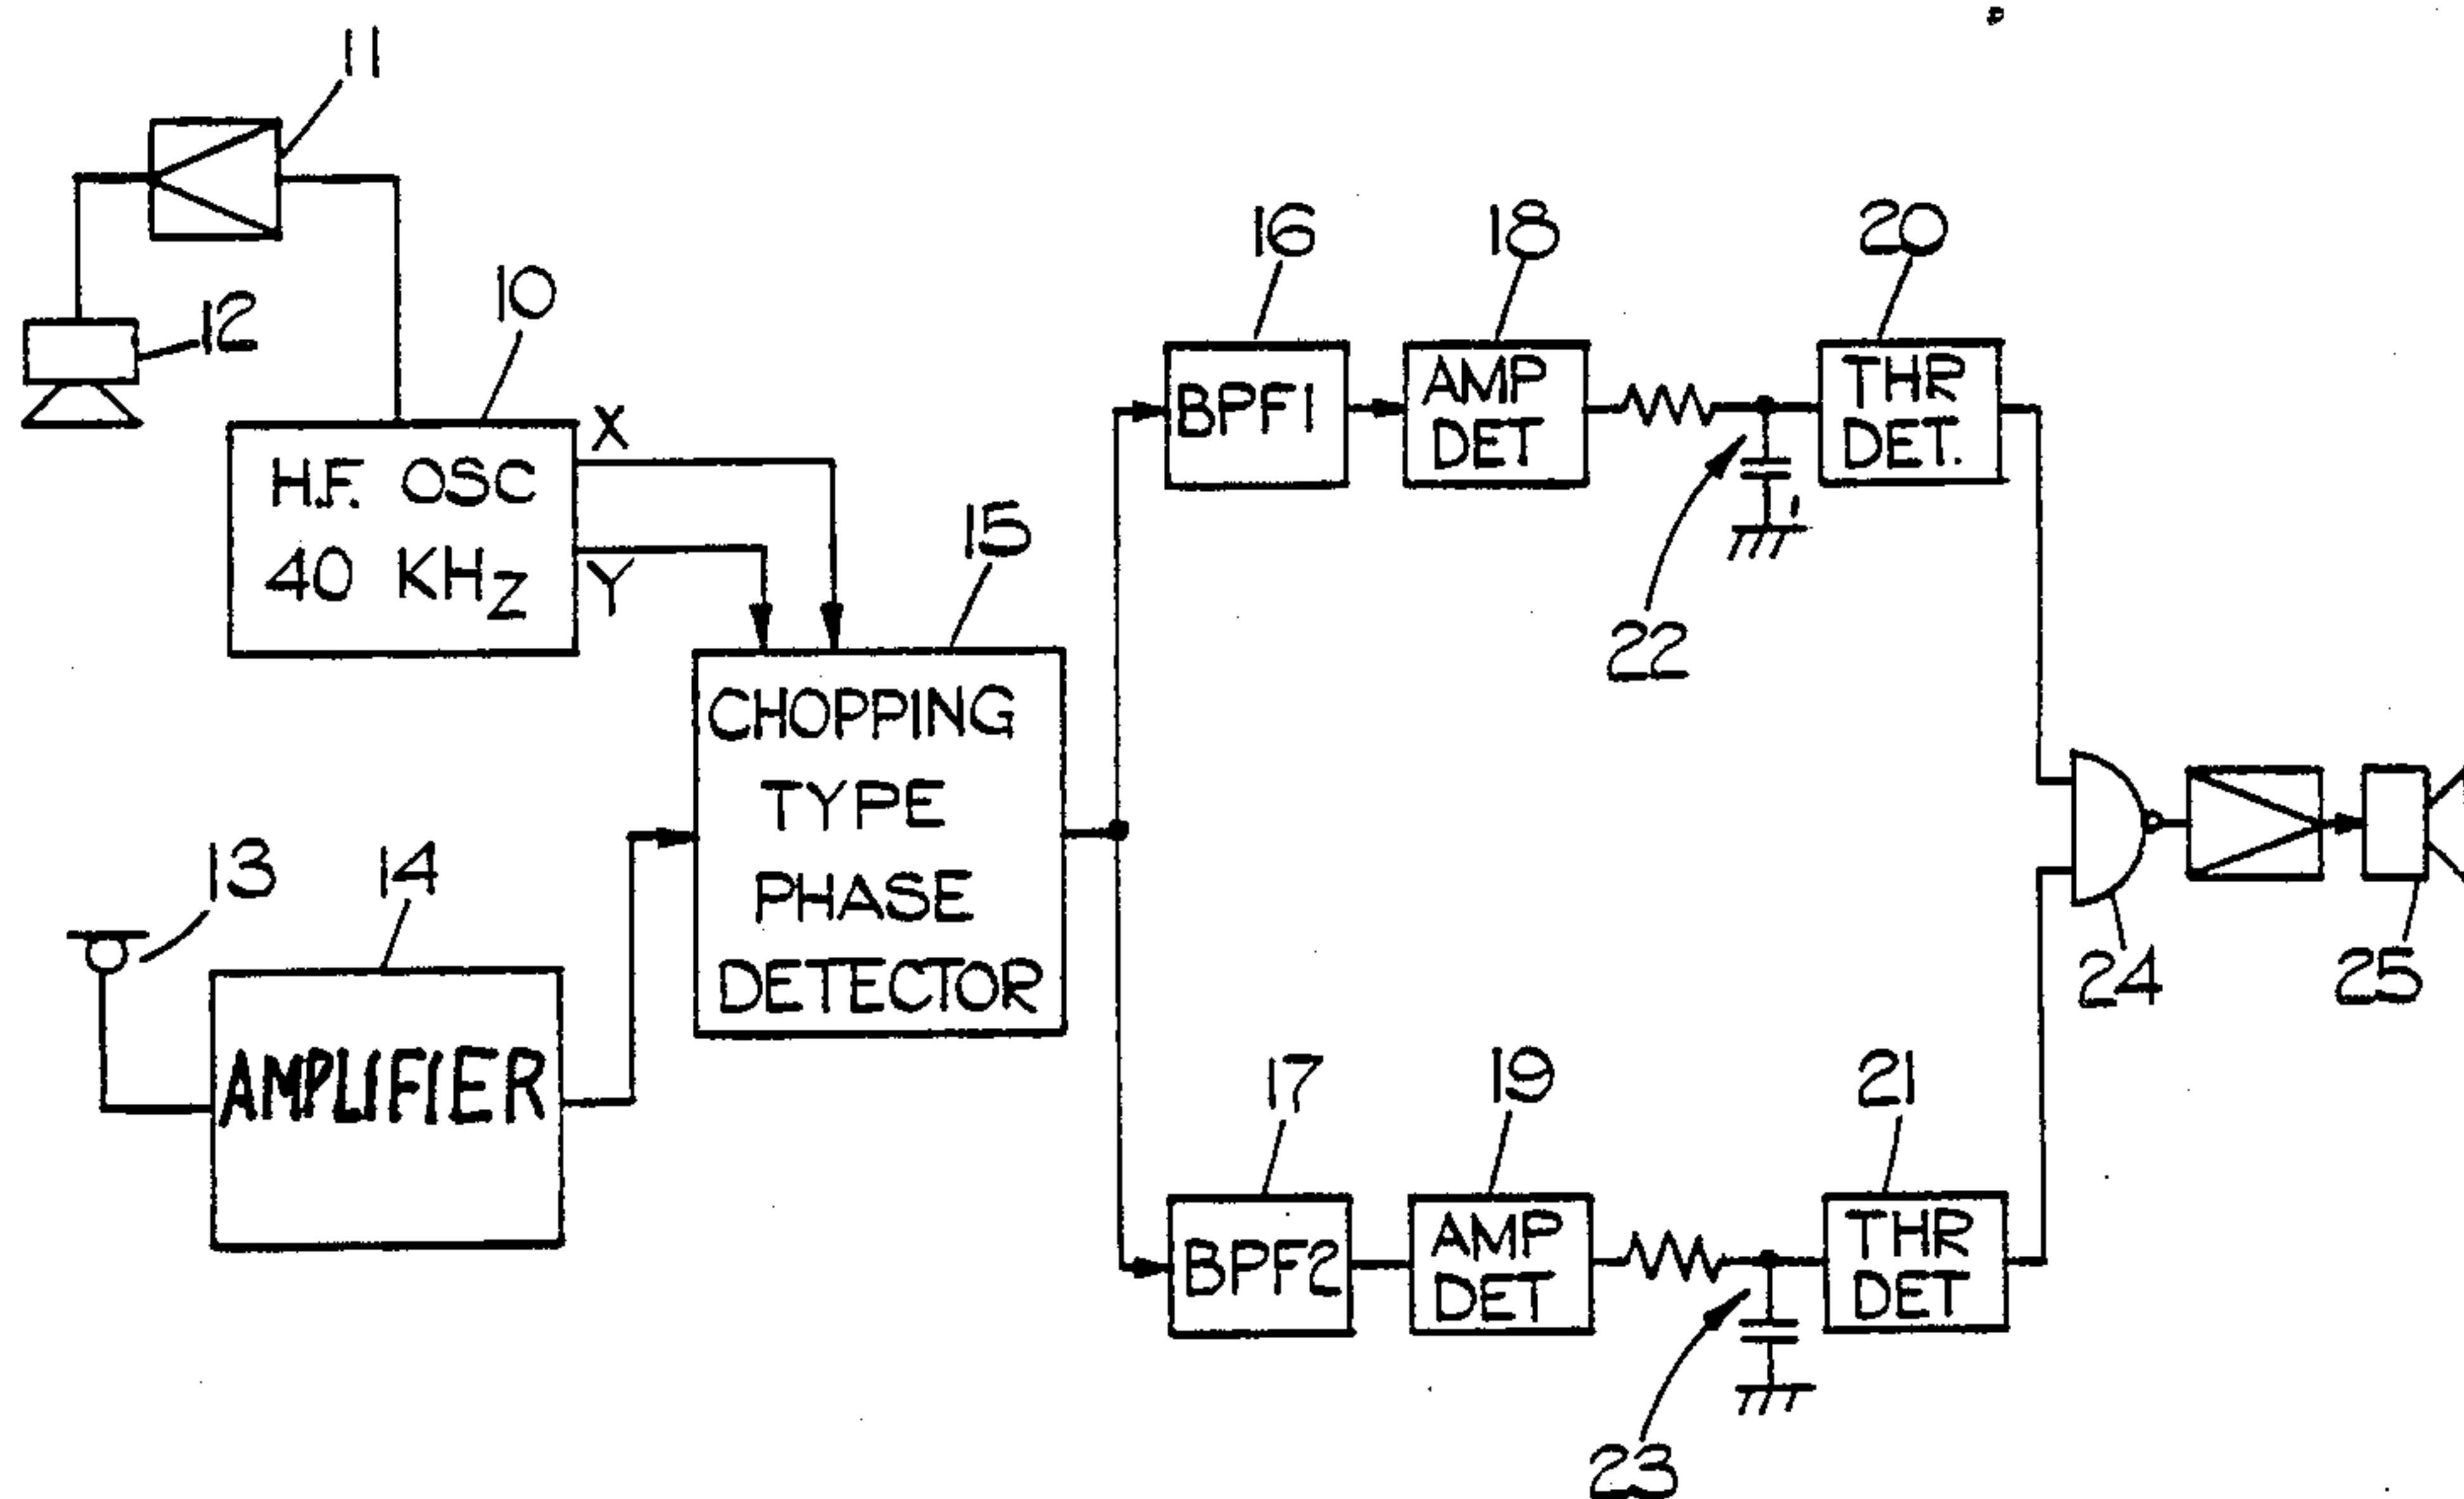 11
12
10
H.F. OSC
40 KHz
X
Y
13
14
AMPLIFIER
15
CHOPPING
TYPE
PHASE
DETECTOR
16
BPF1
18
AMP
DET
20
THR
DET.
22
17
BPF2
19
AMP
DET
21
THR
DET
23
24
25